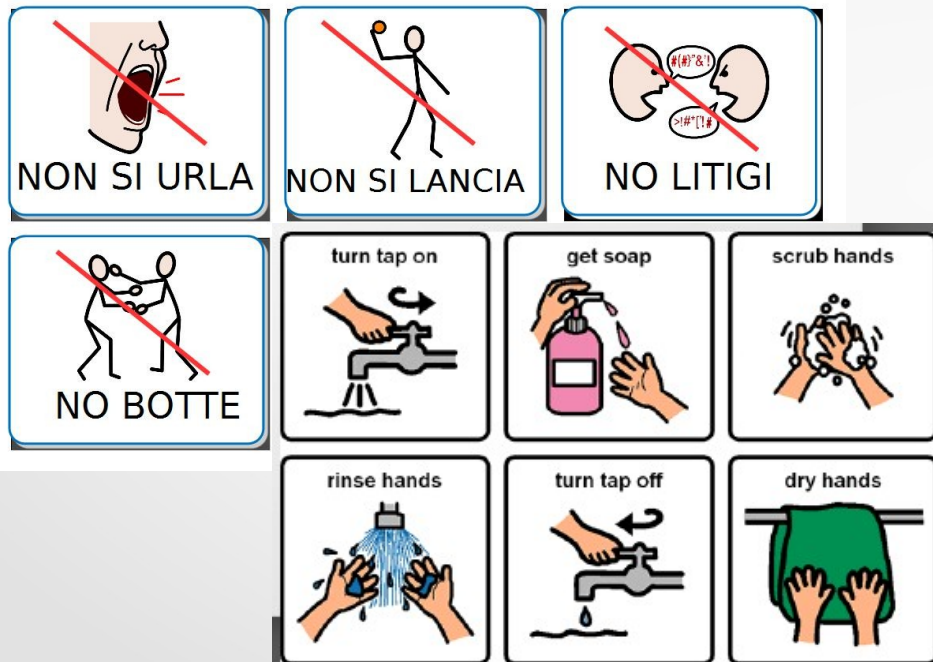 NON SI URLA
NON SI LANCIA
NO LITIGI
#(#}"&'!
>!#*['!#
NO BOTTE
turn tap on
get soap
scrub hands
rinse hands
turn tap off
dry hands